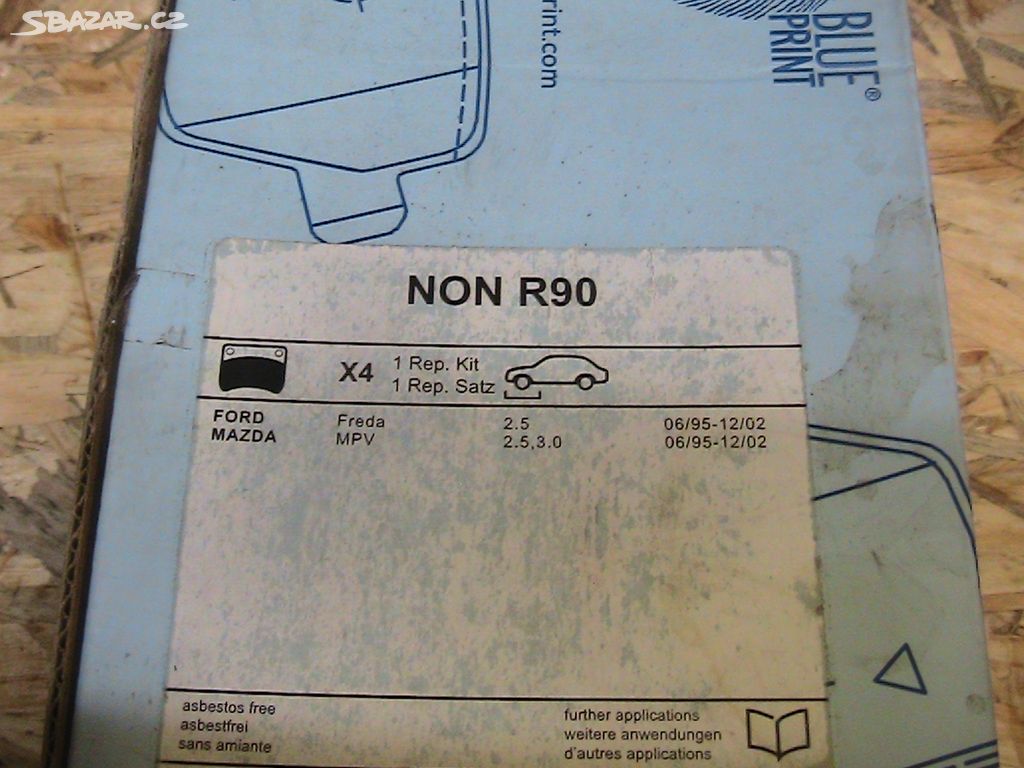 SBAZAR.CZ
rint.com
BLUE
PRINT®
NON R90
X4
1 Rep. Kit
1 Rep. Satz
FORD Freda 2.5 06/95-12/02
MAZDA MPV 2.5,3.0 06/95-12/02
asbestos free
asbestfrei
sans amiante
further applications
weitere anwendungen
d'autres applications